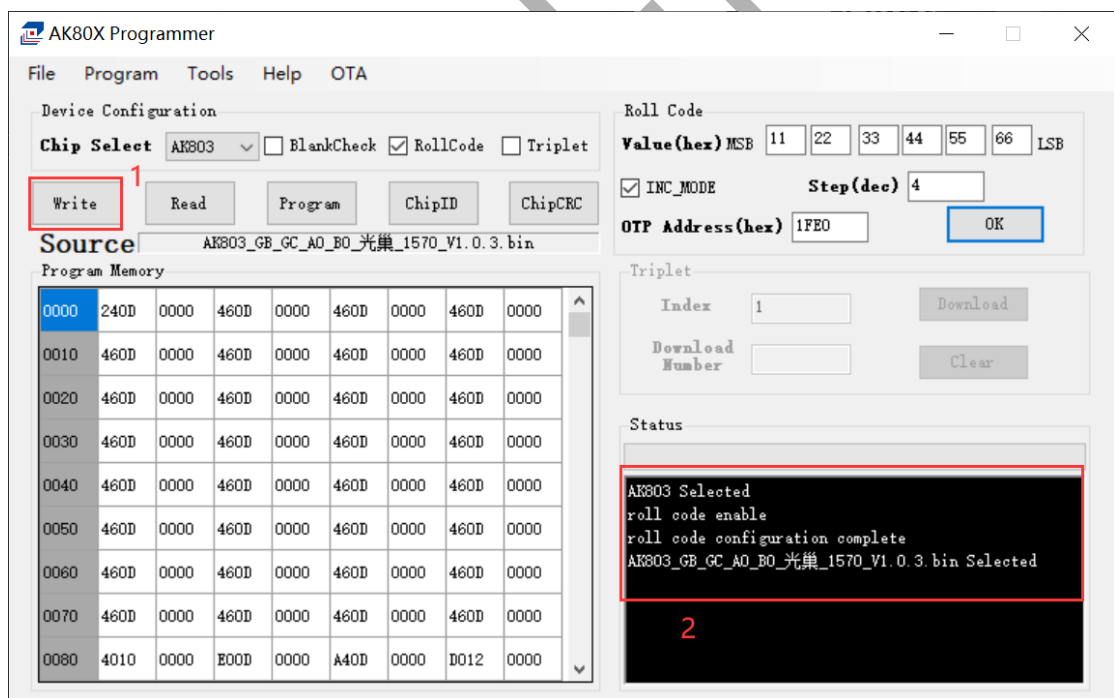 AK80X Programmer
File Program Tools Help OTA
Device Configuration
Chip Select AK803 BlankCheck RollCode Triplet
1
Write Read Program ChipID ChipCRC
Source AK803_GB_GC_A0_B0_光巢_1570_V1.0.3.bin
Program Memory
0000 240D 0000 460D 0000 460D 0000 460D 0000
0010 460D 0000 460D 0000 460D 0000 460D 0000
0020 460D 0000 460D 0000 460D 0000 460D 0000
0030 460D 0000 460D 0000 460D 0000 460D 0000
0040 460D 0000 460D 0000 460D 0000 460D 0000
0050 460D 0000 460D 0000 460D 0000 460D 0000
0060 460D 0000 460D 0000 460D 0000 460D 0000
0070 460D 0000 460D 0000 460D 0000 460D 0000
0080 4010 0000 E00D 0000 A40D 0000 D012 0000
Roll Code
Value(hex) MSB 11 22 33 44 55 66 LSB
INC_MODE Step(dec) 4
OTP Address(hex) 1FE0 OK
Triplet
Index 1 Download
Download Number Clear
Status
AK803 Selected
roll code enable
roll code configuration complete
AK803_GB_GC_A0_B0_光巢_1570_V1.0.3.bin Selected
2